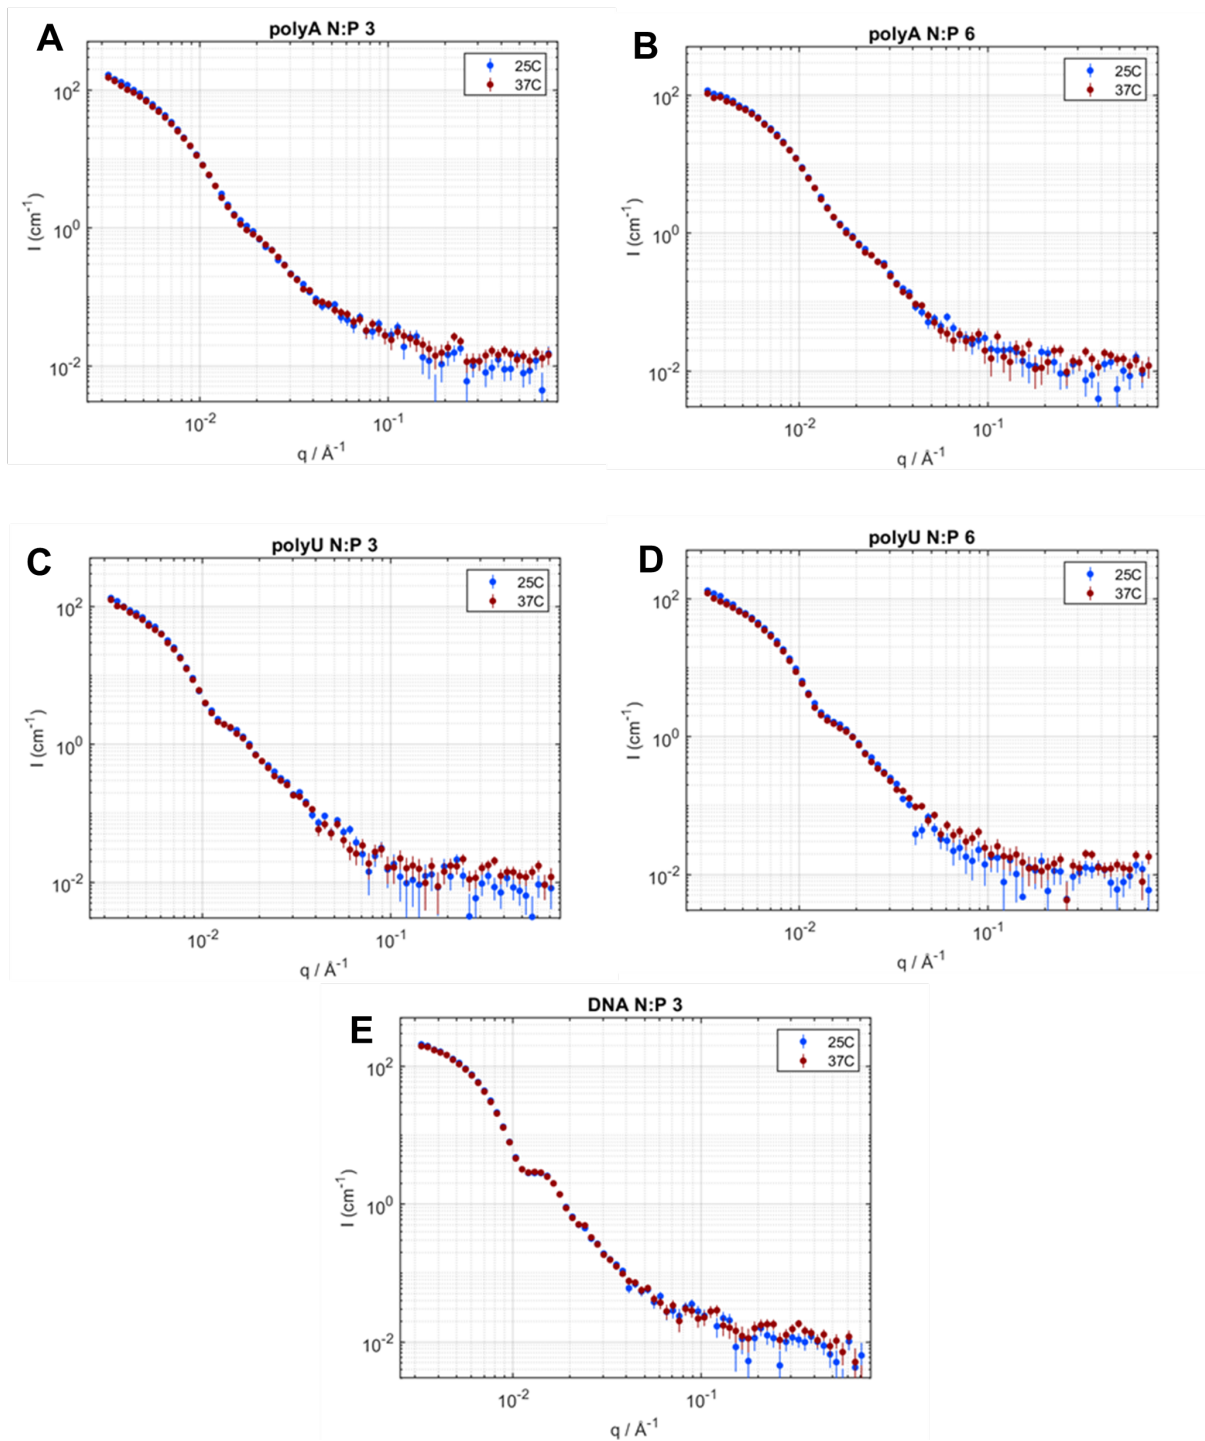 A
polyA N:P 3
25C
37C
10^2
10^0
10^-2
I (cm^-1)
10^-2
10^-1
q / Å^-1
B
polyA N:P 6
25C
37C
10^2
10^0
10^-2
I (cm^-1)
10^-2
10^-1
q / Å^-1
C
polyU N:P 3
25C
37C
10^2
10^0
10^-2
I (cm^-1)
10^-2
10^-1
q / Å^-1
D
polyU N:P 6
25C
37C
10^2
10^0
10^-2
I (cm^-1)
10^-2
10^-1
q / Å^-1
E
DNA N:P 3
25C
37C
10^2
10^0
10^-2
I (cm^-1)
10^-2
10^-1
q / Å^-1